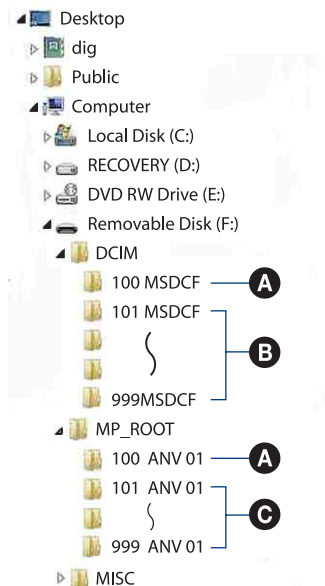 Desktop
dig
Public
Computer
Local Disk (C:)
RECOVERY (D:)
DVD RW Drive (E:)
Removable Disk (F:)
DCIM
100 MSDCF A
101 MSDCF
B
999MSDCF
MP_ROOT
100 ANV 01 A
101 ANV 01
C
999 ANV 01
MISC